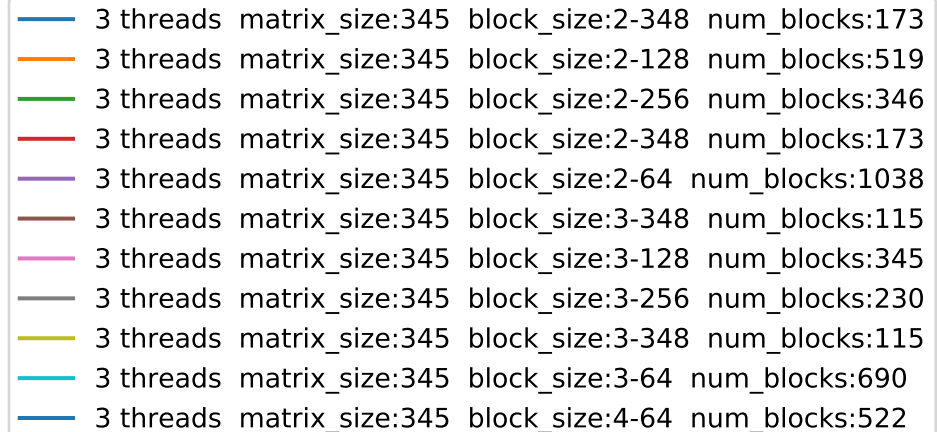 3 threads matrix_size:345 block_size:2-348 num_blocks:173
3 threads matrix_size:345 block_size:2-128 num_blocks:519
3 threads matrix_size:345 block_size:2-256 num_blocks:346
3 threads matrix_size:345 block_size:2-348 num_blocks:173
3 threads matrix_size:345 block_size:2-64 num_blocks:1038
3 threads matrix_size:345 block_size:3-348 num_blocks:115
3 threads matrix_size:345 block_size:3-128 num_blocks:345
3 threads matrix_size:345 block_size:3-256 num_blocks:230
3 threads matrix_size:345 block_size:3-348 num_blocks:115
3 threads matrix_size:345 block_size:3-64 num_blocks:690
3 threads matrix_size:345 block_size:4-64 num_blocks:522